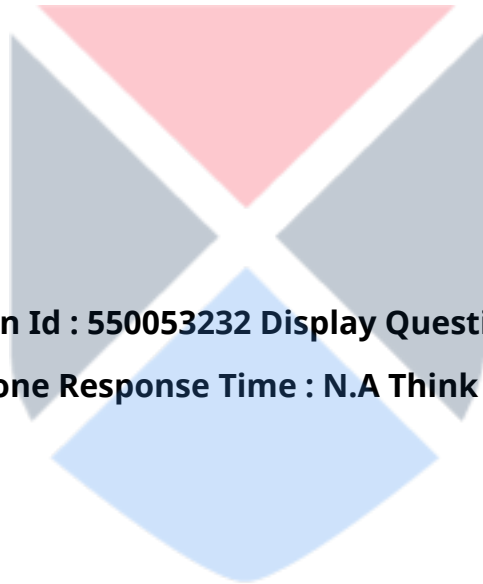 n Id : 550053232 Display Questi
one Response Time : N.A Think